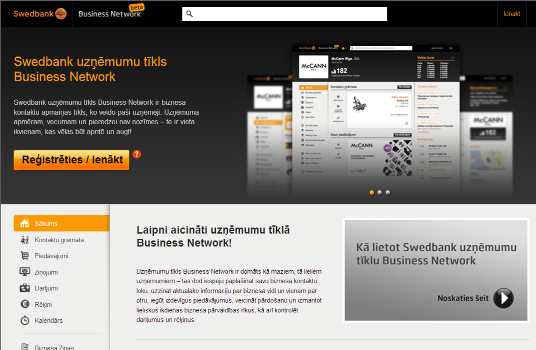 Swedbank Business Network beta Ienākt
Swedbank uzņēmumu tīkls
Business Network
Swedbank uzņēmumu tīkls Business Network ir biznesa
kontaktu apmaiņas tīkls, ko veido paši uzņēmēji. Uzņēmuma
apmēram, vecumam un pieredzei nav nozīmes – te ir vieta
ikvienam, kas vēlas būt apritē un augt!
Reģistrēties / Ienākt ?
McCANN
182
McCANN
Sākums
Kontaktu grāmata
Piedāvājumi
Ziņojumi
Darījumi
Rēķini
Kalendārs
Biznesa Ziņas
Laipni aicināti uzņēmumu tīklā
Business Network!
Uzņēmumu tīkls Business Network ir domāts kā maziem, tā lieliem
uzņēmumiem – tas dod iespēju paplašināt savu biznesa kontaktu
loku, uzzināt aktuālāko informāciju par biznesa vidi un vienam par
otru, iegūt izdevīgus piedāvājumus, veicināt pārdošanu un izmantot
lieliskus ikdienas biznesa pārvaldības rīkus, kā arī kontrolēt
darījumus un rēķinus.
Kā lietot Swedbank uzņēmumu
tīklu Business Network
Noskaties Šeit